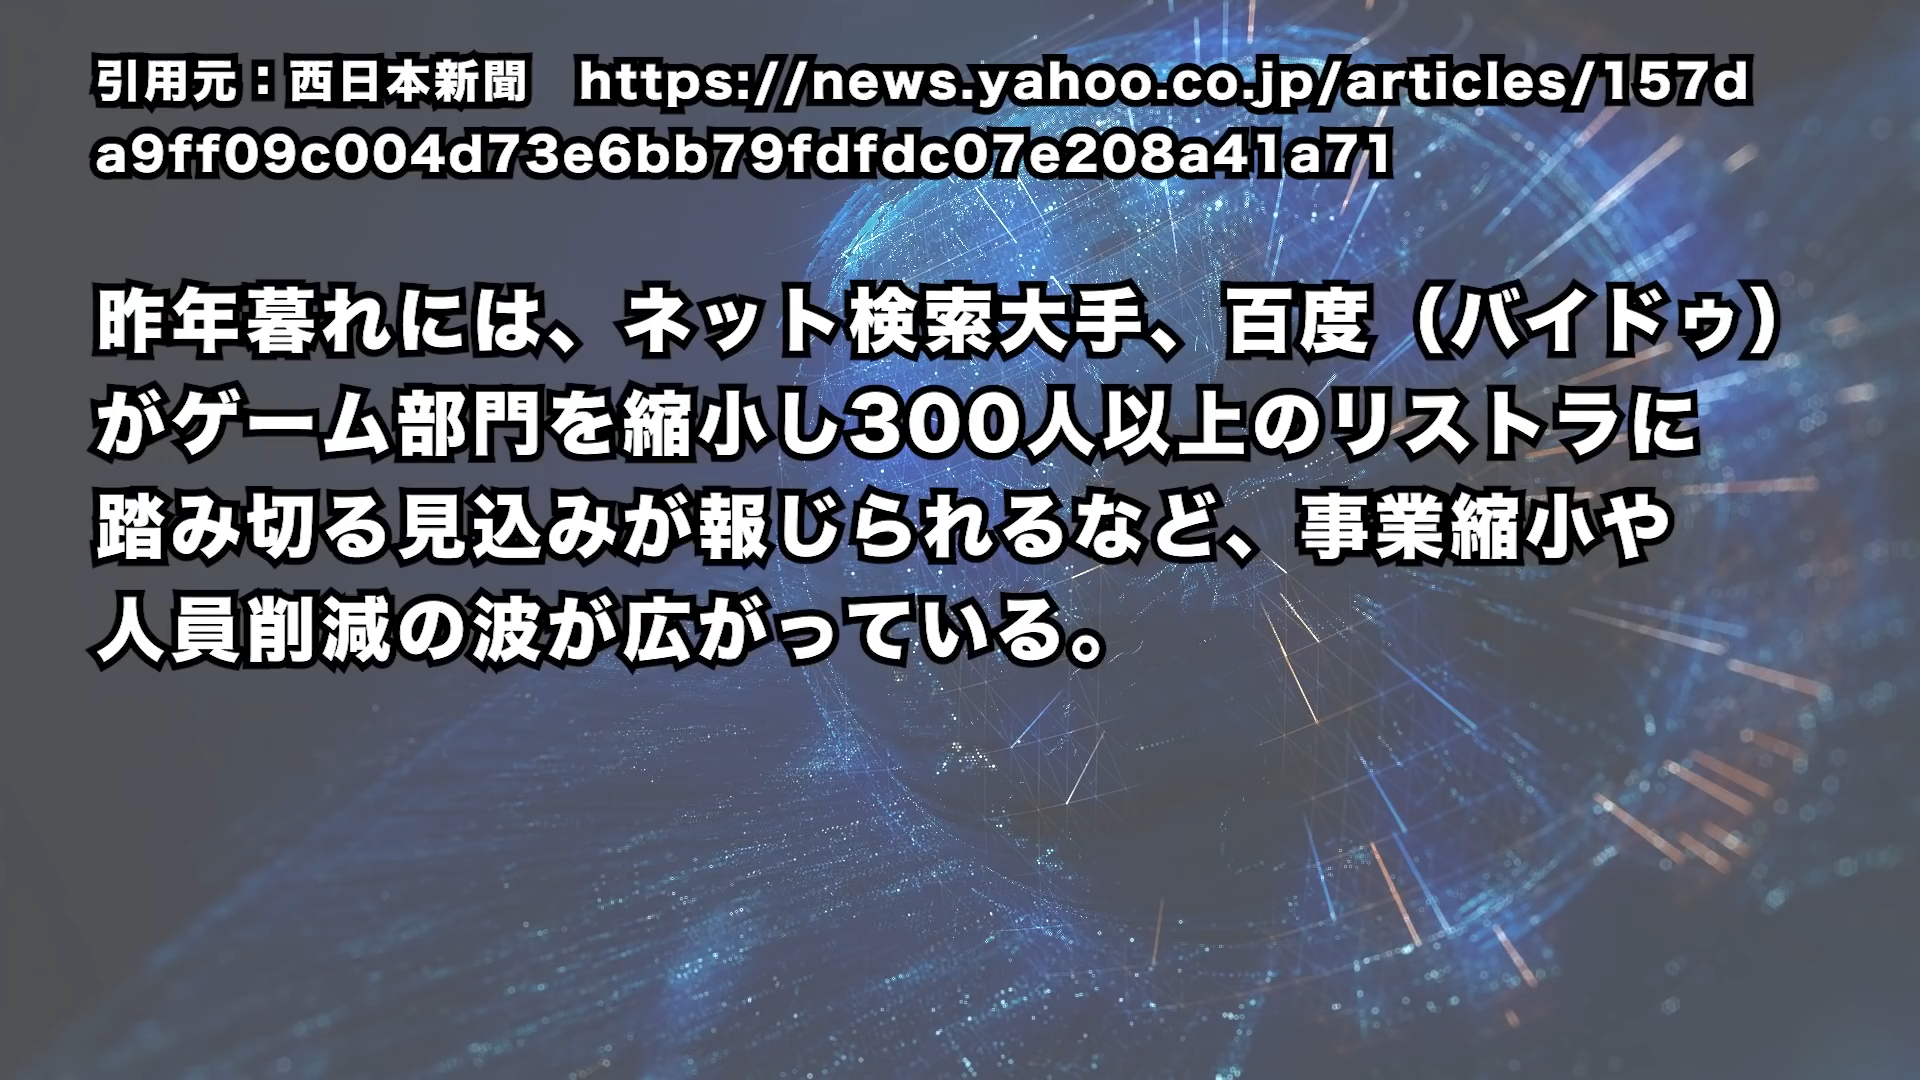 引用元：西日本新聞　https://news.yahoo.co.jp/articles/157d
a9ff09c004d73e6bb79fdfdc07e208a41a71
昨年暮れには、ネット検索大手、百度（バイドゥ）
がゲーム部門を縮小し300人以上のリストラに
踏み切る見込みが報じられるなど、事業縮小や
人員削減の波が広がっている。